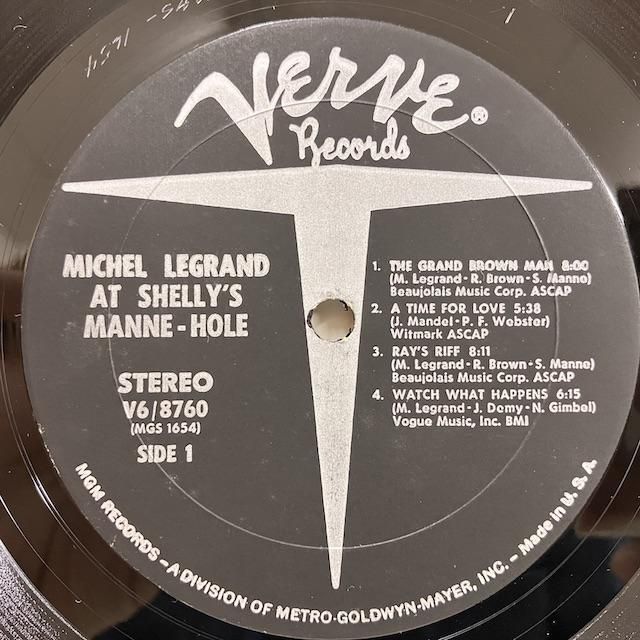 MS-1654
VERVE®
Records
MICHEL LEGRAND
AT SHELLY'S
MANNE-HOLE
STEREO
V6/8760
(MGS 1654)
SIDE 1
1. THE GRAND BROWN MAN 8:00
(M. Legrand-R. Brown-S. Manne)
Beaujolais Music Corp. ASCAP
2. A TIME FOR LOVE 5:38
(J. Mandel-P. F. Webster)
Witmark ASCAP
3. RAY'S RIFF 8:11
(M. Legrand-R. Brown-S. Manne)
Beaujolais Music Corp. ASCAP
4. WATCH WHAT HAPPENS 6:15
(M. Legrand-J. Demy-N. Gimbel)
Vogue Music, Inc. BMI
MGM RECORDS – A DIVISION OF METRO-GOLDWYN-MAYER, INC. – Made in U. S. A.